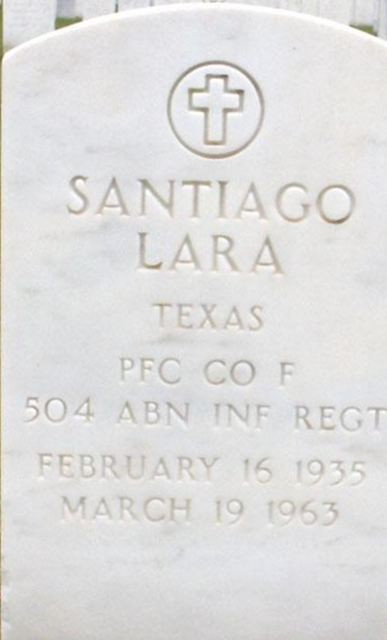 SANTIAGO
LARA
TEXAS
PFC CO F
504 ABN INF REGT
FEBRUARY 16 1935
MARCH 19 1963